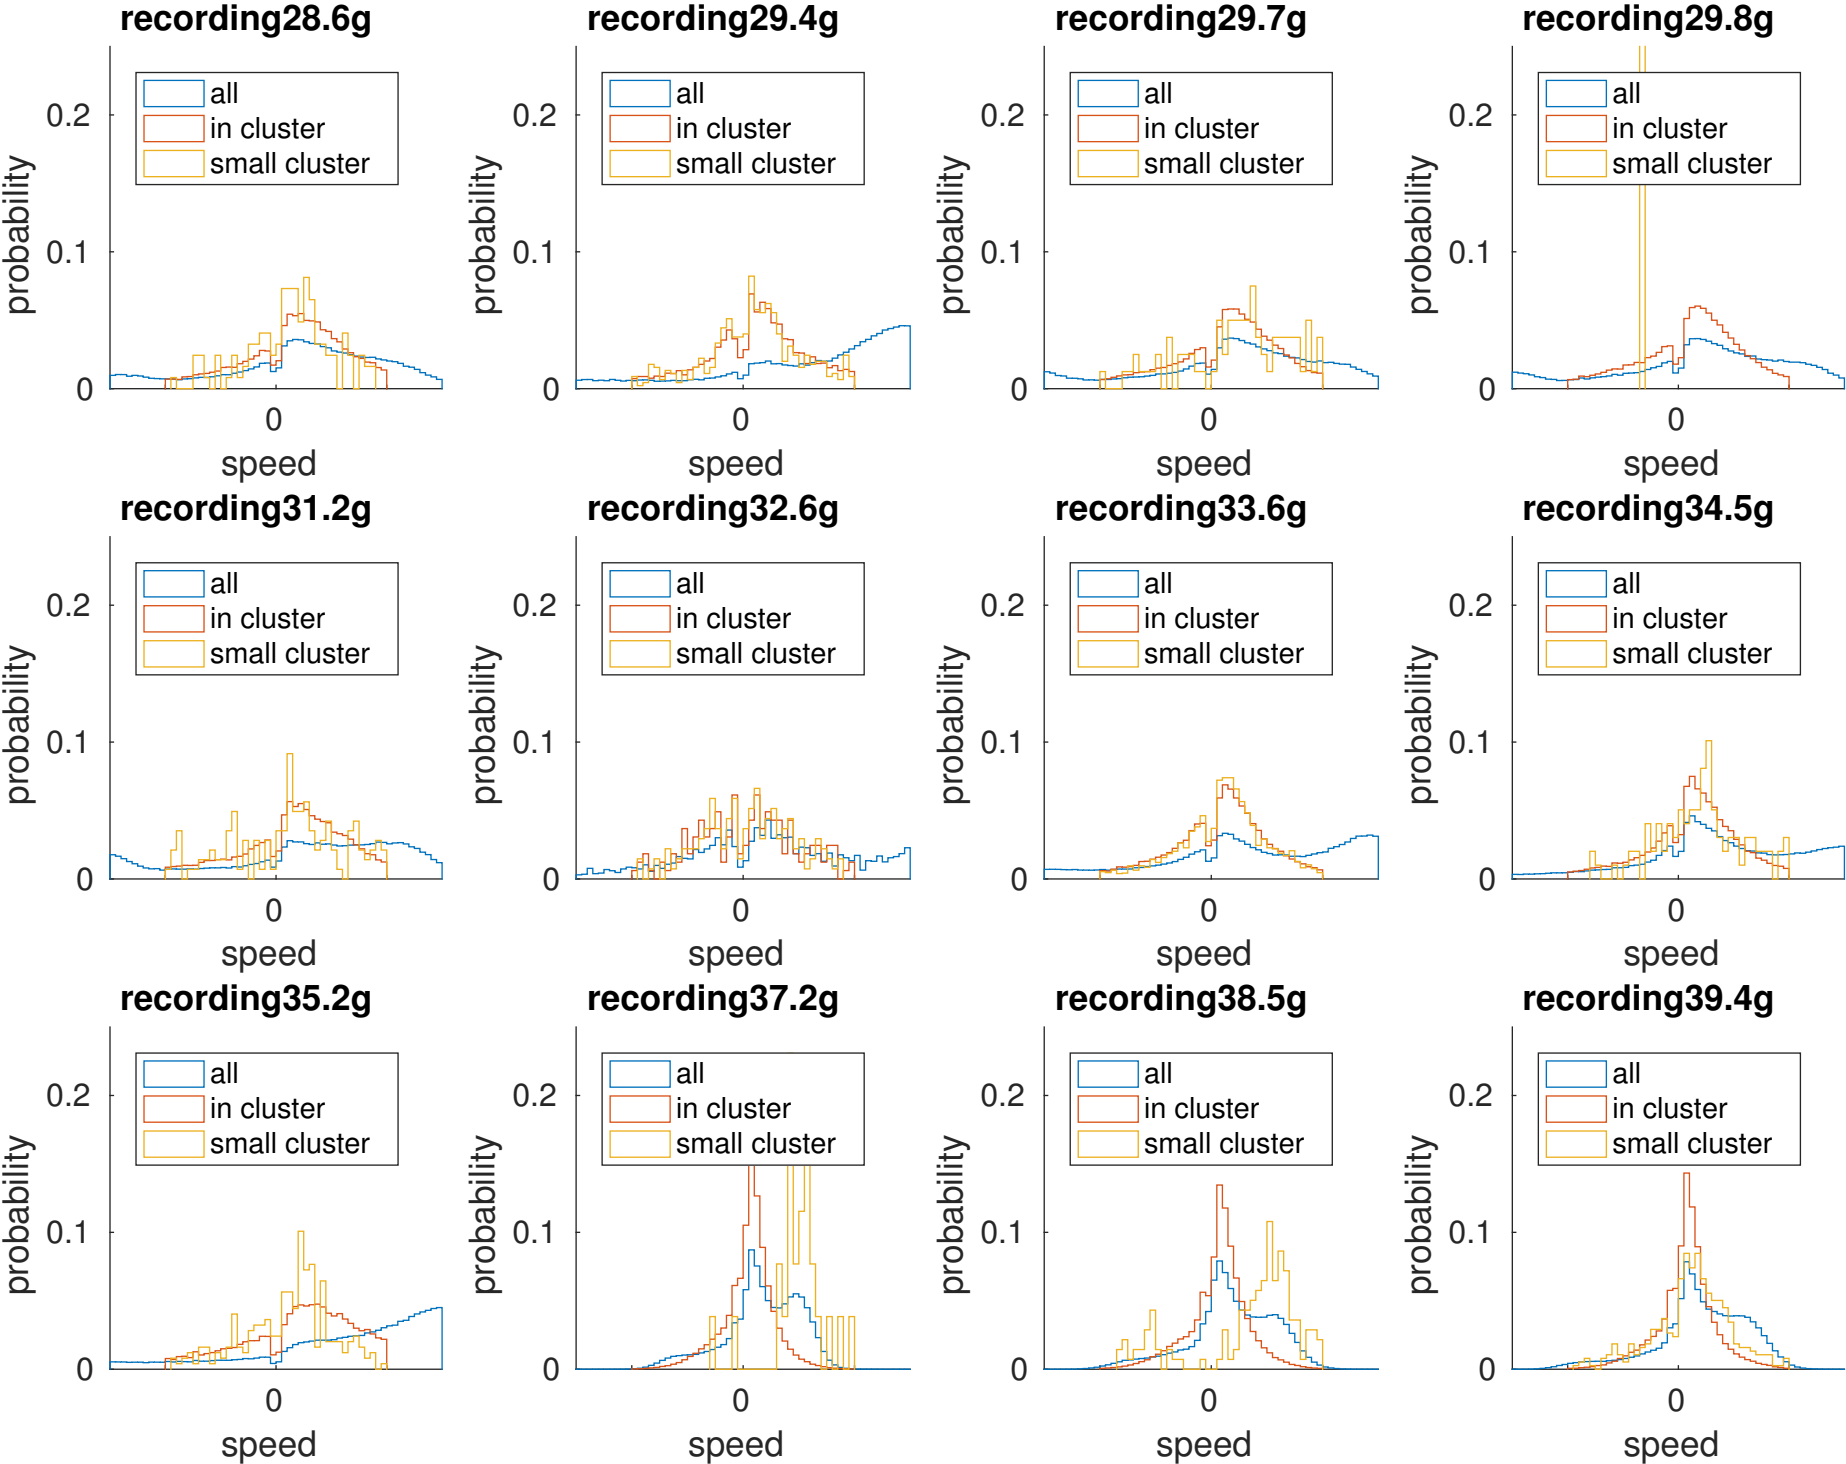 recording28.6g
all
in cluster
small cluster
0.2
0.1
0
probability
0
speed
recording29.4g
all
in cluster
small cluster
0.2
0.1
0
probability
0
speed
recording29.7g
all
in cluster
small cluster
0.2
0.1
0
probability
0
speed
recording29.8g
all
in cluster
small cluster
0.2
0.1
0
probability
0
speed
recording31.2g
all
in cluster
small cluster
0.2
0.1
0
probability
0
speed
recording32.6g
all
in cluster
small cluster
0.2
0.1
0
probability
0
speed
recording33.6g
all
in cluster
small cluster
0.2
0.1
0
probability
0
speed
recording34.5g
all
in cluster
small cluster
0.2
0.1
0
probability
0
speed
recording35.2g
all
in cluster
small cluster
0.2
0.1
0
probability
0
speed
recording37.2g
all
in cluster
small cluster
0.2
0.1
0
probability
0
speed
recording38.5g
all
in cluster
small cluster
0.2
0.1
0
probability
0
speed
recording39.4g
all
in cluster
small cluster
0.2
0.1
0
probability
0
speed